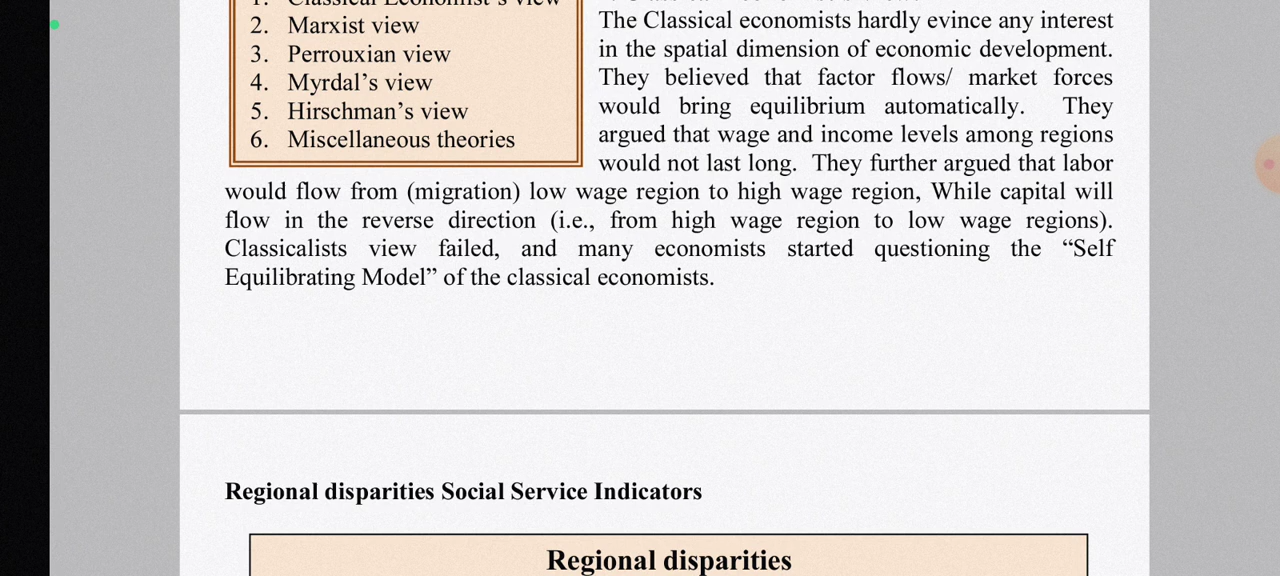 1. Classical Economist's view
2. Marxist view
3. Perrouxian view
4. Myrdal’s view
5. Hirschman’s view
6. Miscellaneous theories
The Classical economists hardly evince any interest
in the spatial dimension of economic development.
They believed that factor flows/ market forces
would bring equilibrium automatically. They
argued that wage and income levels among regions
would not last long. They further argued that labor
would flow from (migration) low wage region to high wage region, While capital will
flow in the reverse direction (i.e., from high wage region to low wage regions).
Classicalists view failed, and many economists started questioning the “Self
Equilibrating Model” of the classical economists.
Regional disparities Social Service Indicators
Regional disparities